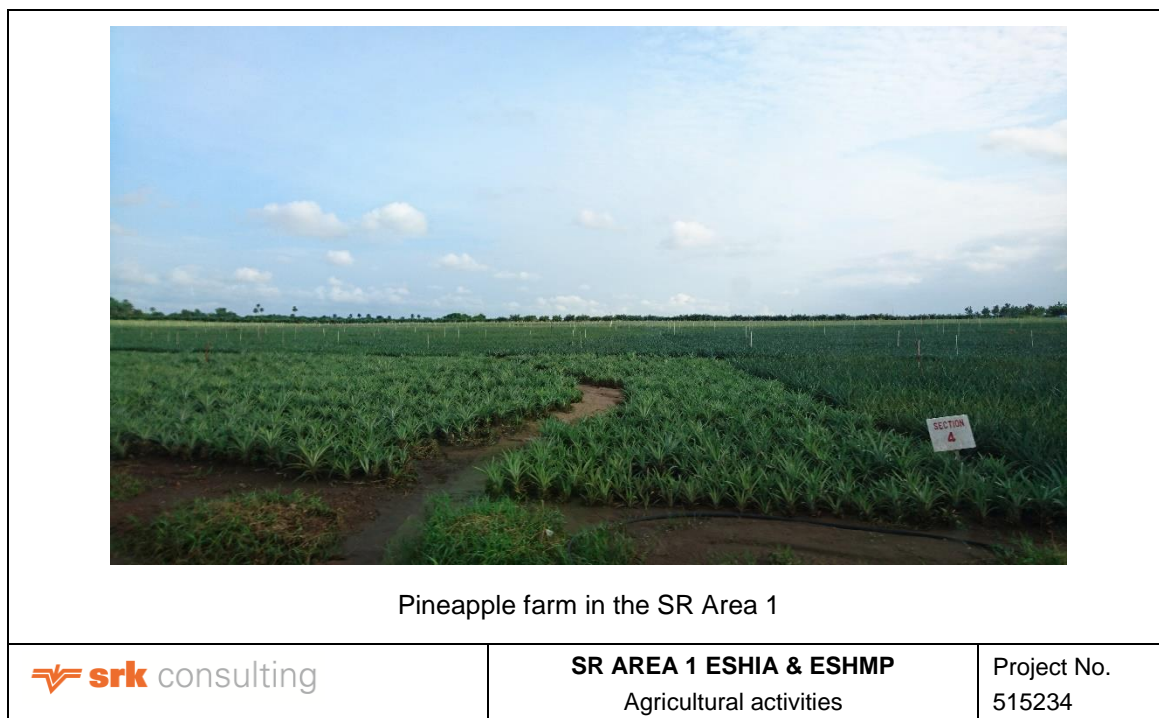 SECTION
4
Pineapple farm in the SR Area 1
srk consulting
SR AREA 1 ESHIA & ESHMP
Agricultural activities
Project No.
515234